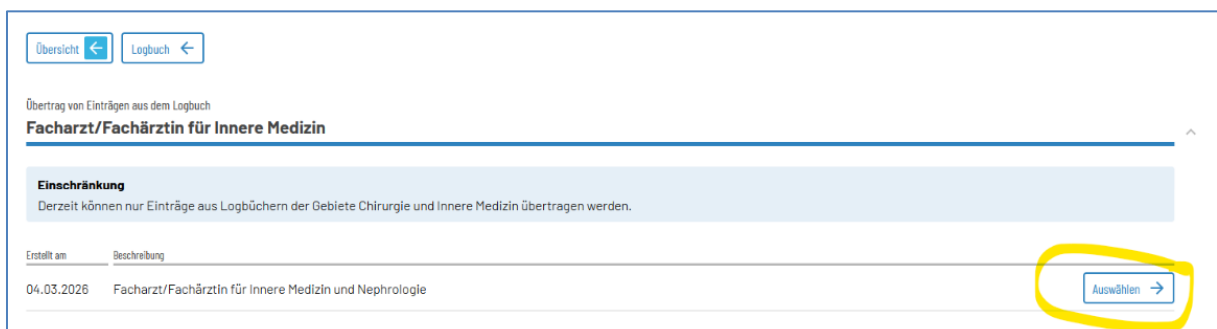 Übersicht Logbuch
Übertrag von Einträgen aus dem Logbuch
Facharzt/Fachärztin für Innere Medizin
Einschränkung
Derzeit können nur Einträge aus Logbüchern der Gebiete Chirurgie und Innere Medizin übertragen werden.
Erstellt am Beschreibung
04.03.2026 Facharzt/Fachärztin für Innere Medizin und Nephrologie Auswählen